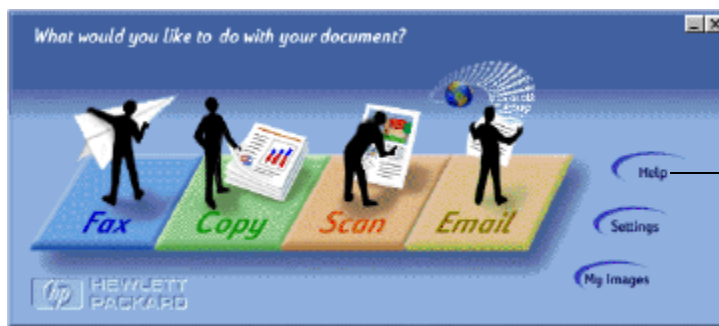 What would you like to do with your document?
Fax
Copy
Scan
Email
Help
Settings
My Images
hp HEWLETT
PACKARD